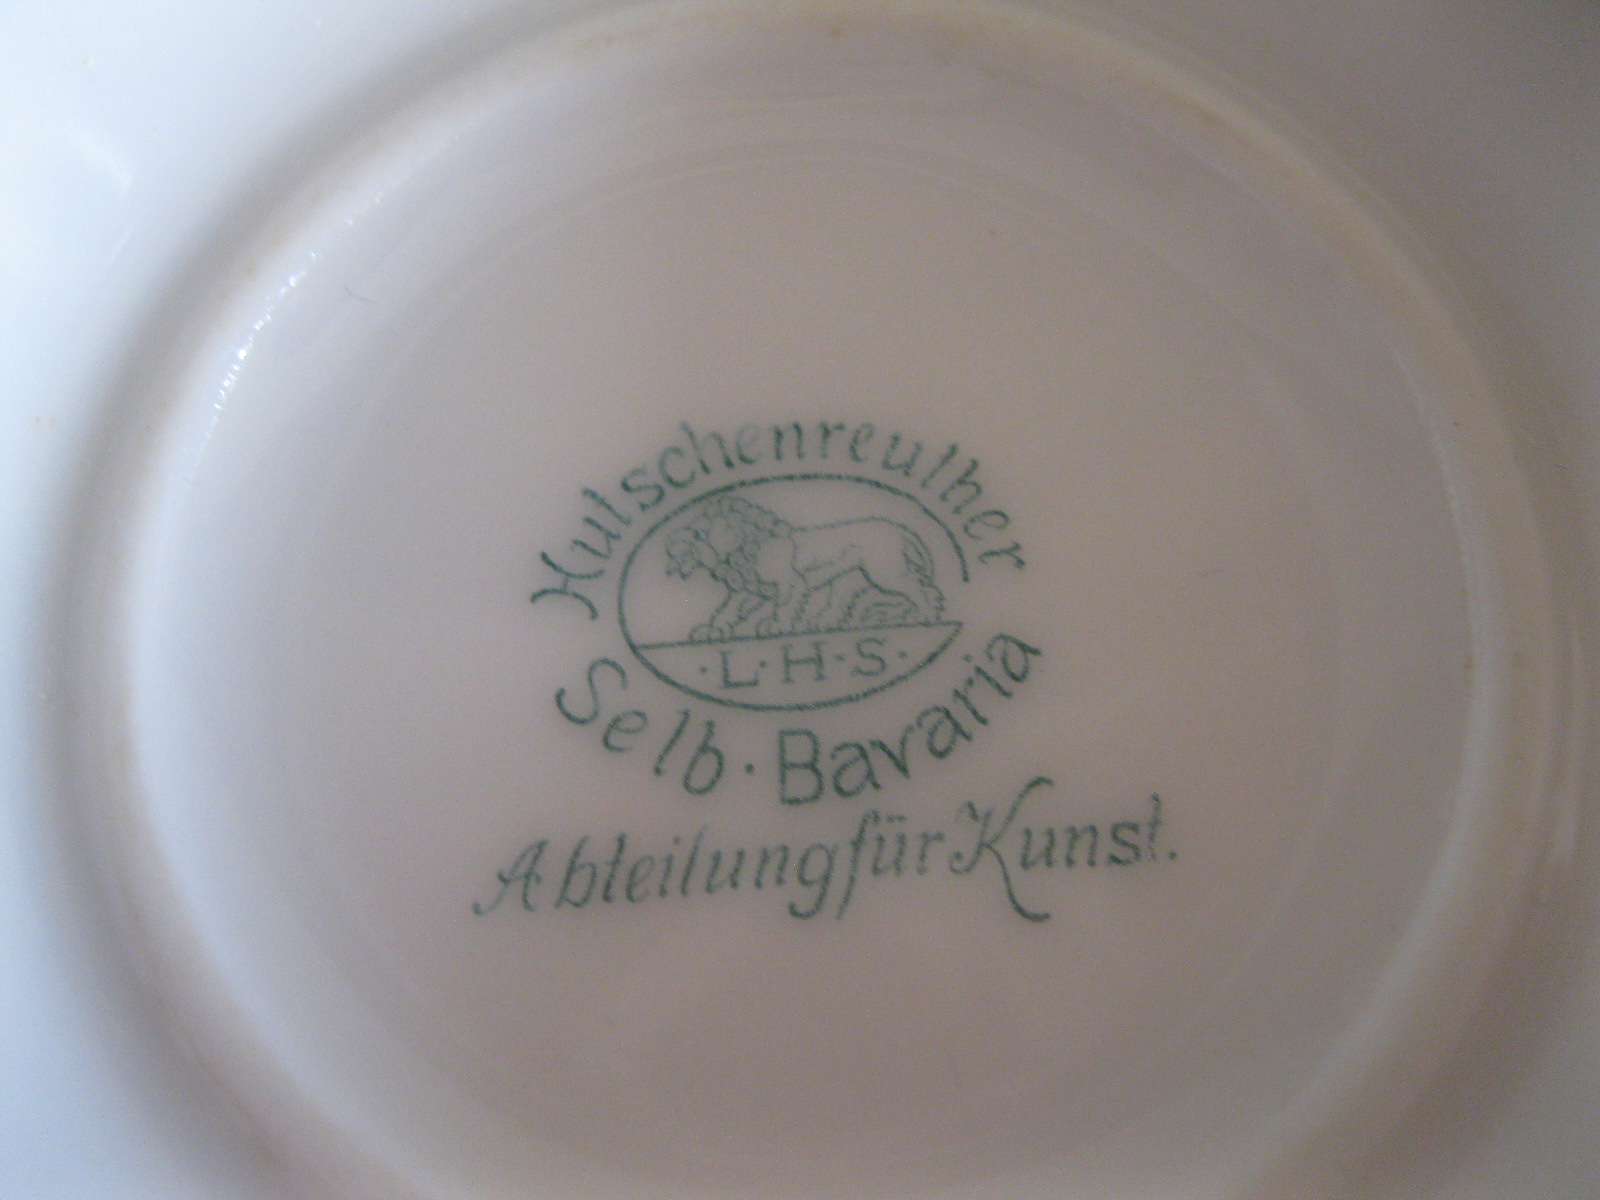 Hutschenreuther
·L·H·S·
Selb·Bavaria
Abteilung für Kunst.